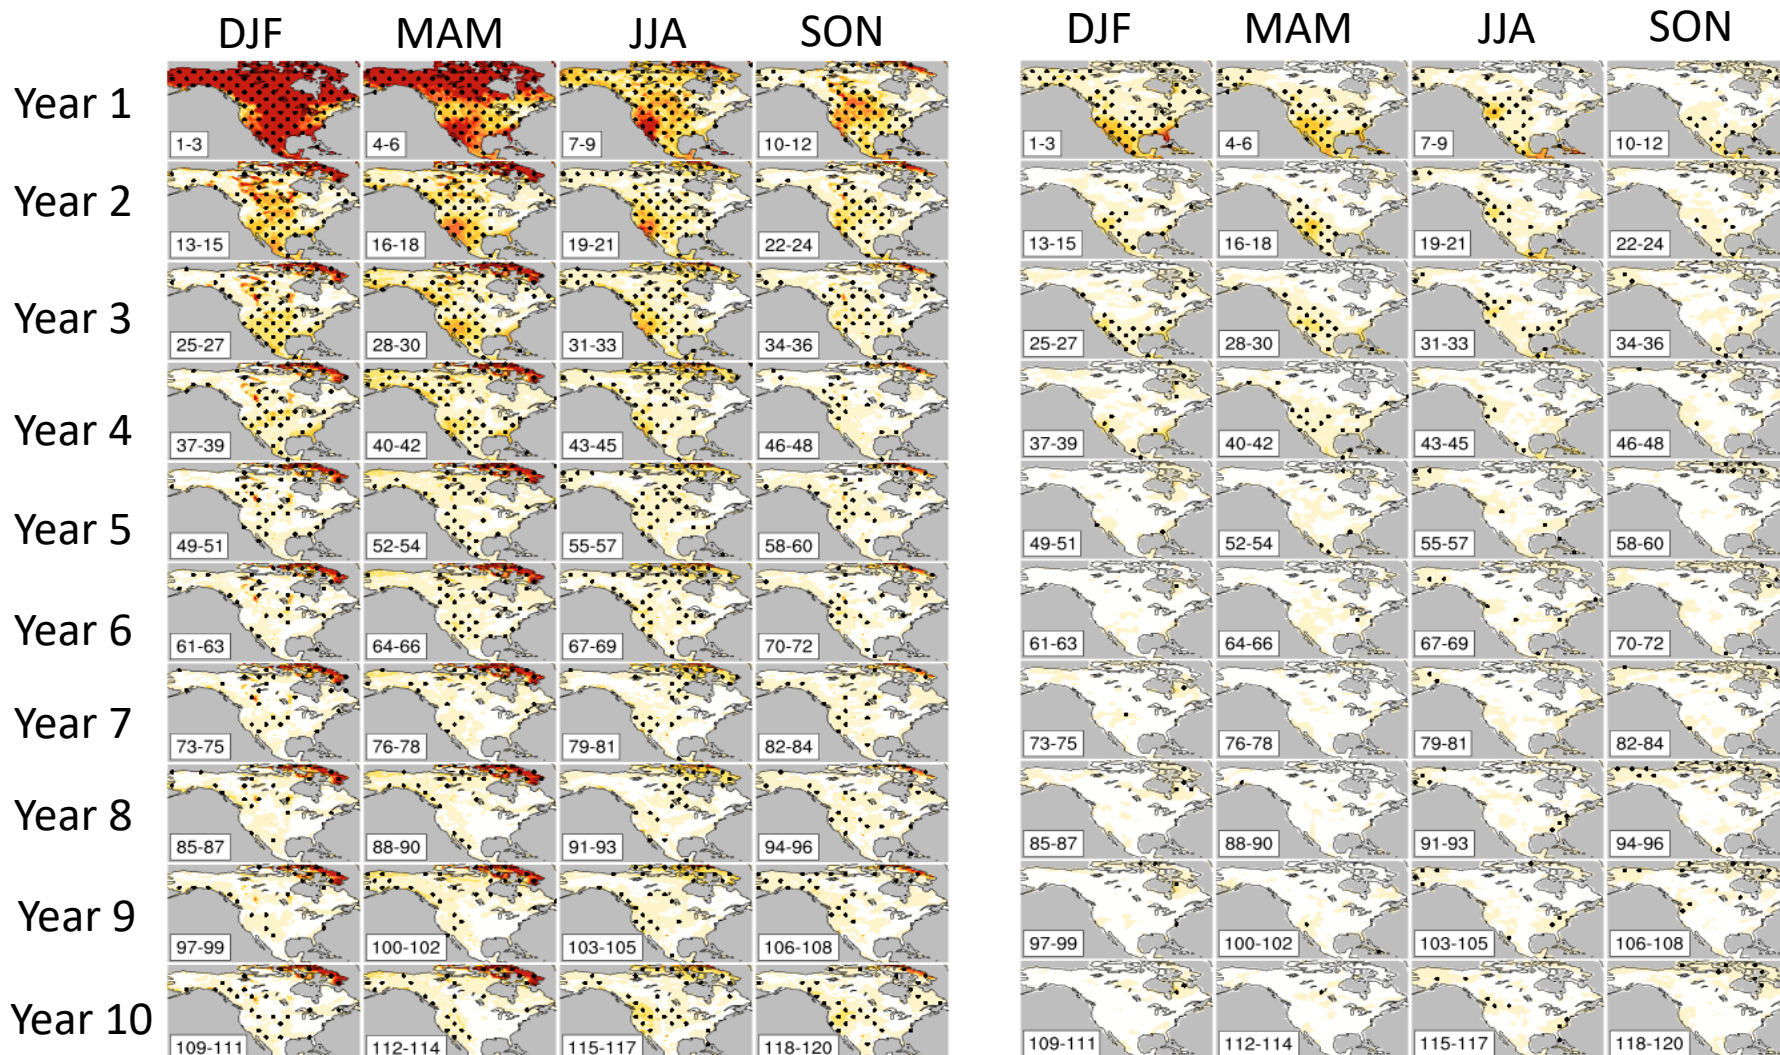 DJF MAM JJA SON DJF MAM JJA SON
Year 1
1-3 4-6 7-9 10-12 1-3 4-6 7-9 10-12
Year 2
13-15 16-18 19-21 22-24 13-15 16-18 19-21 22-24
Year 3
25-27 28-30 31-33 34-36 25-27 28-30 31-33 34-36
Year 4
37-39 40-42 43-45 46-48 37-39 40-42 43-45 46-48
Year 5
49-51 52-54 55-57 58-60 49-51 52-54 55-57 58-60
Year 6
61-63 64-66 67-69 70-72 61-63 64-66 67-69 70-72
Year 7
73-75 76-78 79-81 82-84 73-75 76-78 79-81 82-84
Year 8
85-87 88-90 91-93 94-96 85-87 88-90 91-93 94-96
Year 9
97-99 100-102 103-105 106-108 97-99 100-102 103-105 106-108
Year 10
109-111 112-114 115-117 118-120 109-111 112-114 115-117 118-120